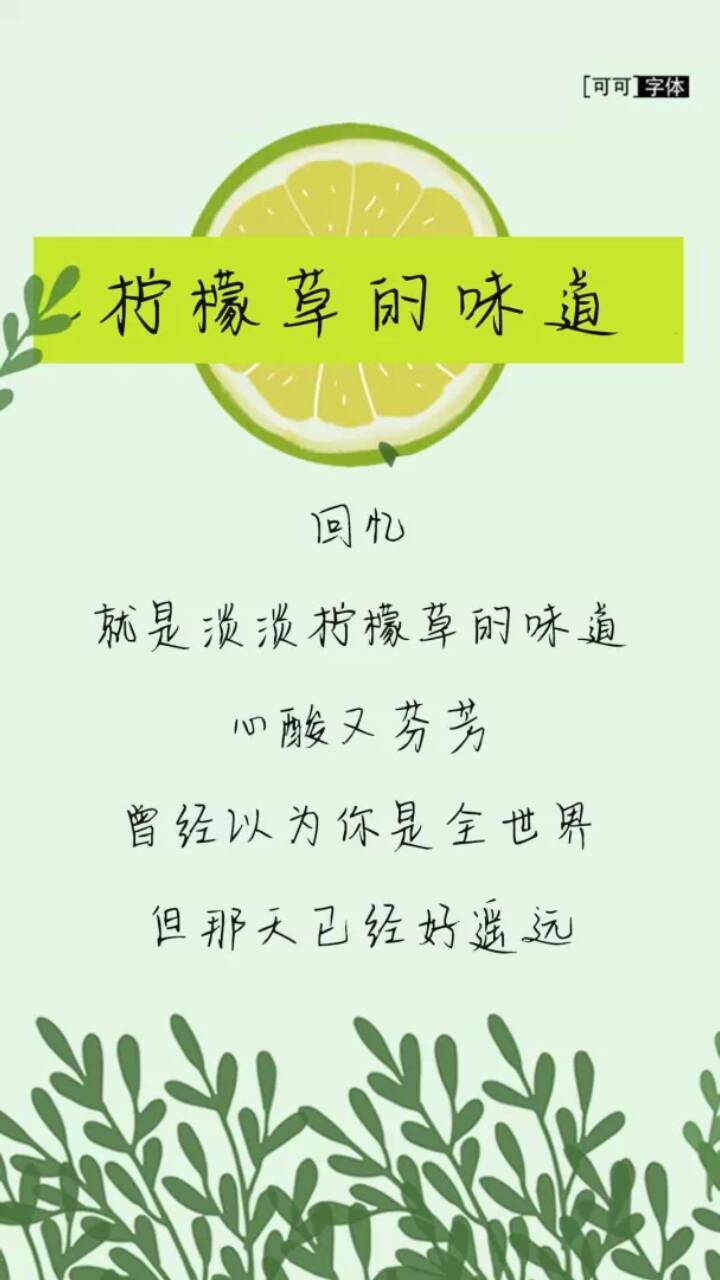 [可可]字体
柠檬草的味道
回忆
就是淡淡柠檬草的味道
心酸又芬芳
曾经以为你是全世界
但那天已经好遥远